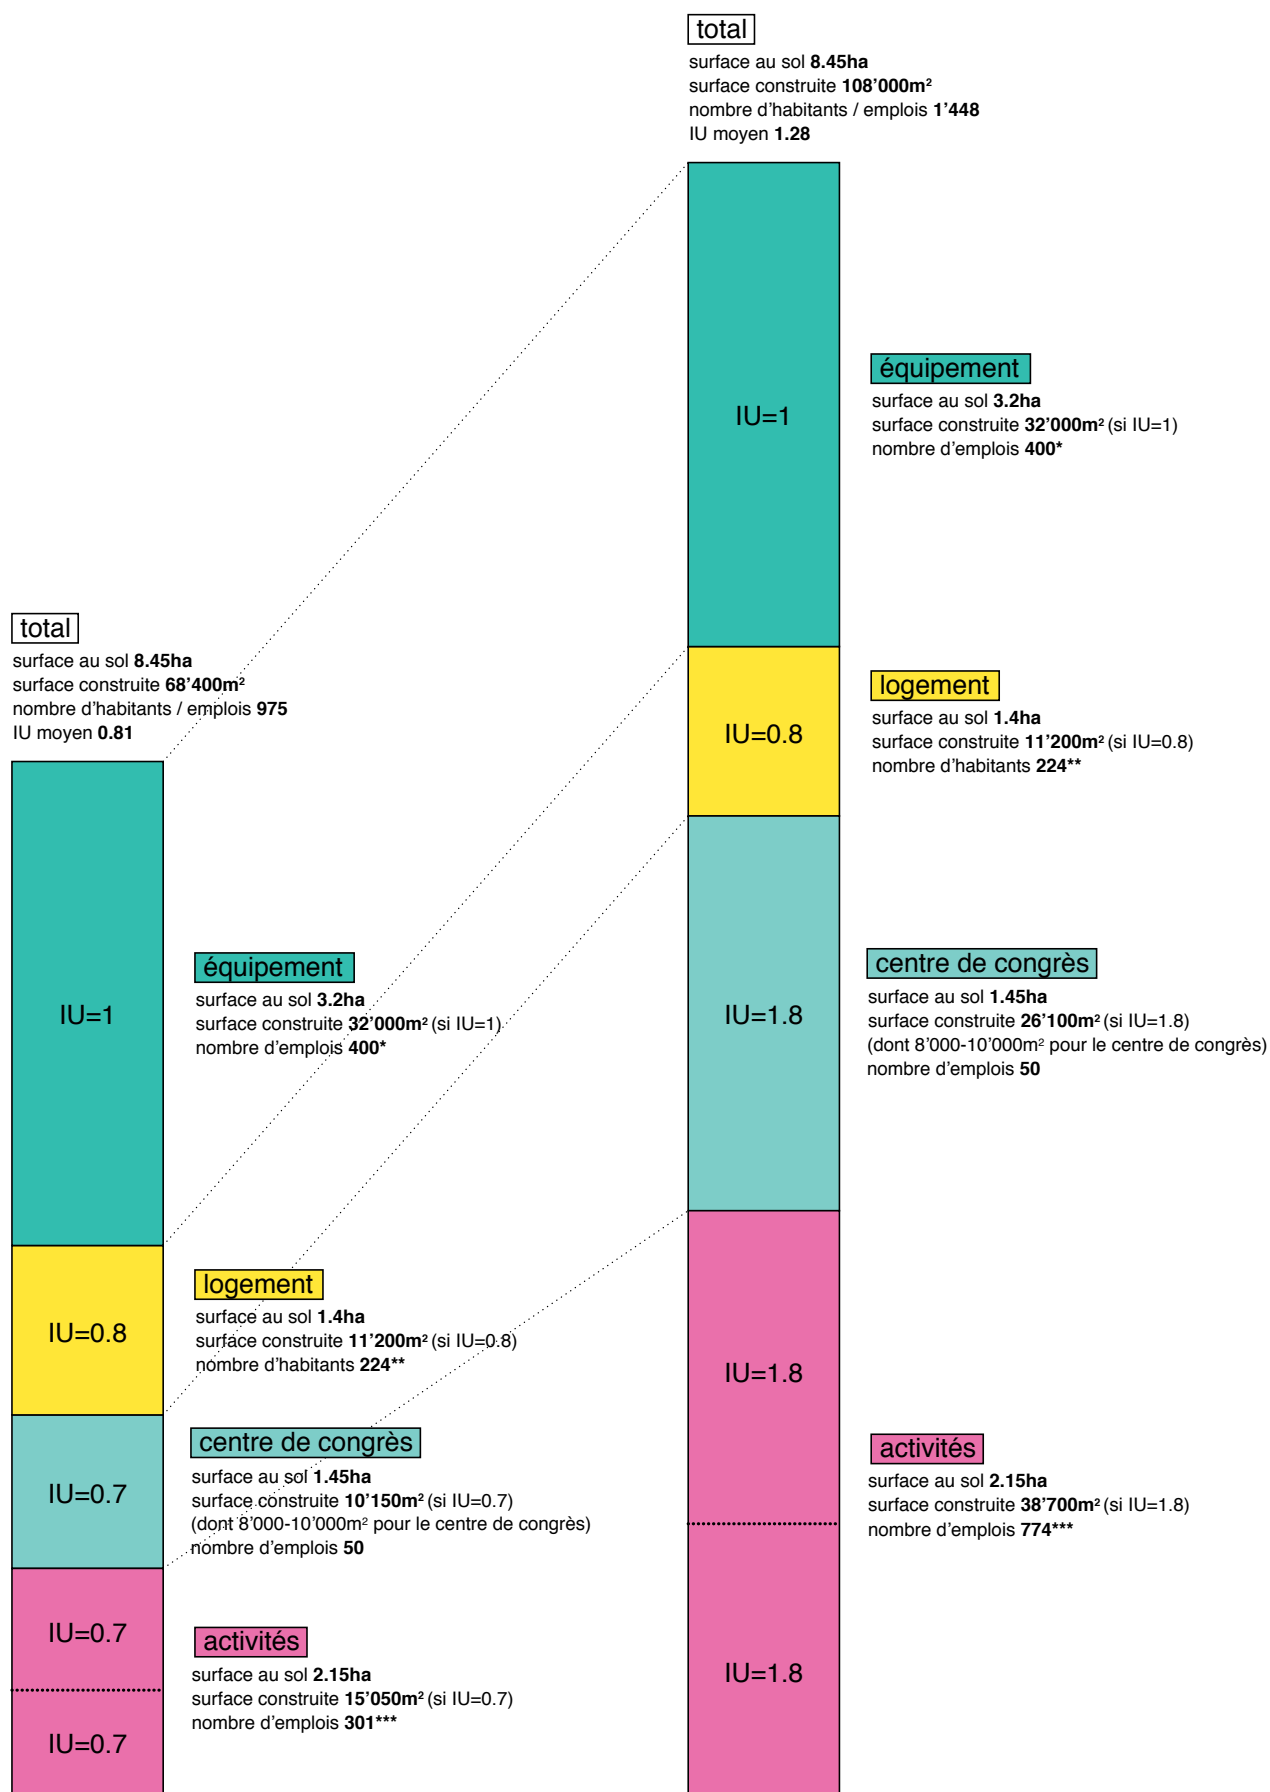 total
surface au sol 8.45ha
surface construite 108’000m²
nombre d’habitants / emplois 1’448
IU moyen 1.28
IU=1
équipement
surface au sol 3.2ha
surface construite 32’000m² (si IU=1)
nombre d’emplois 400*
IU=0.8
logement
surface au sol 1.4ha
surface construite 11’200m² (si IU=0.8)
nombre d’habitants 224**
IU=1.8
centre de congrès
surface au sol 1.45ha
surface construite 26’100m² (si IU=1.8)
(dont 8’000-10’000m² pour le centre de congrès)
nombre d’emplois 50
IU=1.8
activités
surface au sol 2.15ha
surface construite 38’700m² (si IU=1.8)
nombre d’emplois 774***
IU=1.8
total
surface au sol 8.45ha
surface construite 68’400m²
nombre d’habitants / emplois 975
IU moyen 0.81
IU=1
équipement
surface au sol 3.2ha
surface construite 32’000m² (si IU=1)
nombre d’emplois 400*
IU=0.8
logement
surface au sol 1.4ha
surface construite 11’200m² (si IU=0.8)
nombre d’habitants 224**
IU=0.7
centre de congrès
surface au sol 1.45ha
surface construite 10’150m² (si IU=0.7)
(dont 8’000-10’000m² pour le centre de congrès)
nombre d’emplois 50
IU=0.7
activités
surface au sol 2.15ha
surface construite 15’050m² (si IU=0.7)
nombre d’emplois 301***
IU=0.7